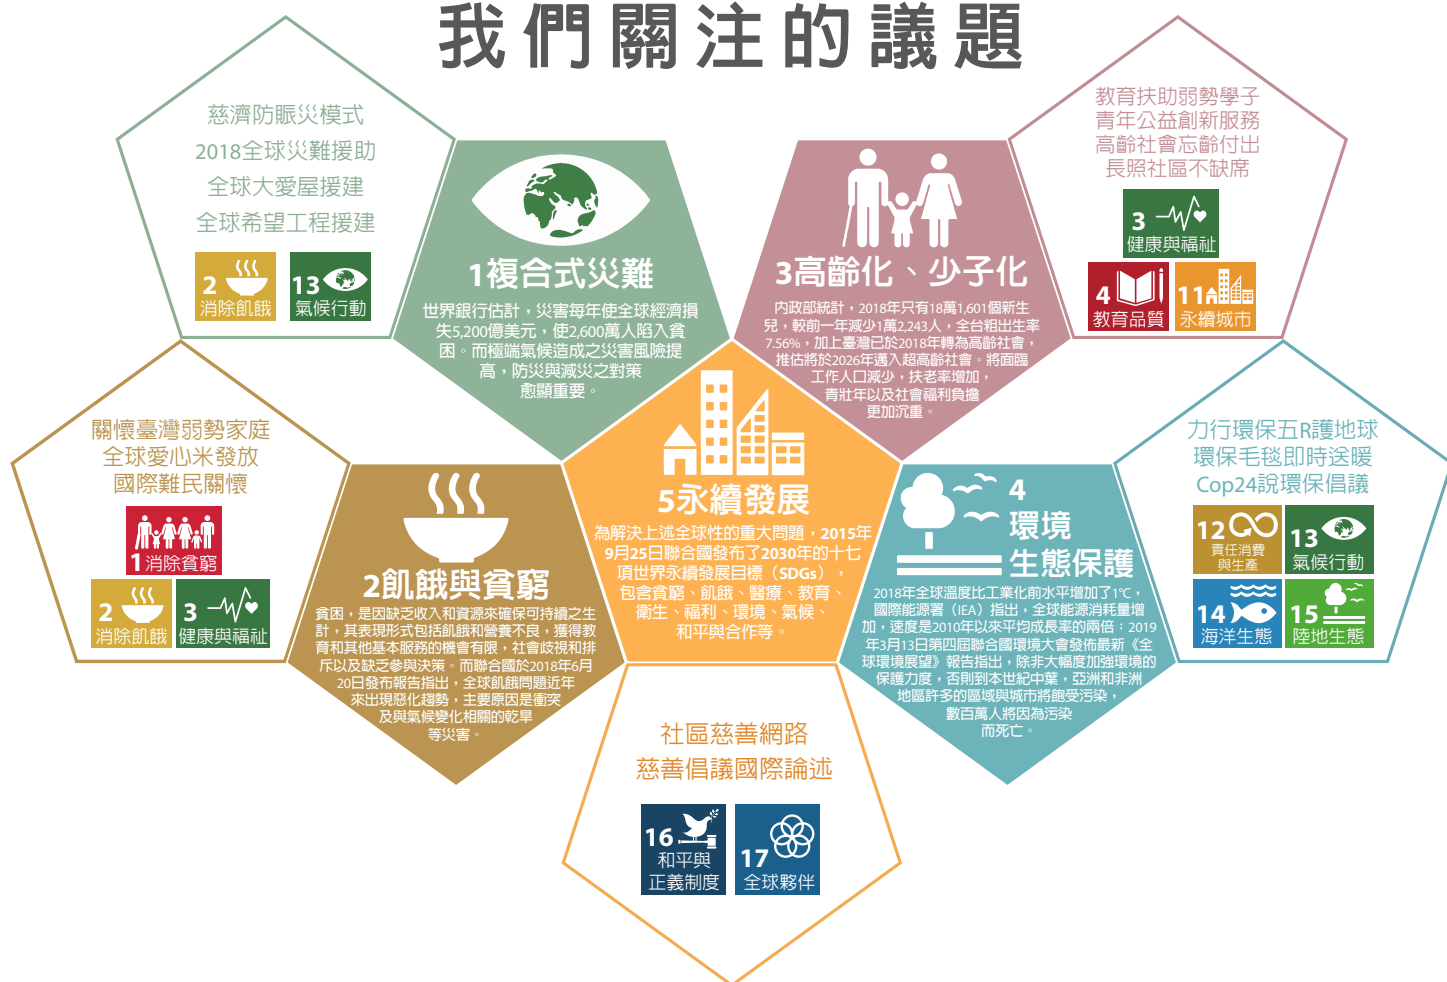 我們關注的議題
慈濟防賑災模式
2018全球災難援助
全球大愛屋援建
全球希望工程援建
2
消除飢餓
13
氣候行動
1複合式災難
世界銀行估計，災害每年使全球經濟損
失5,200億美元，使2,600萬人陷入貧
困。而極端氣候造成之災害風險提
高，防災與減災之對策
愈顯重要。
3高齡化、少子化
內政部統計，2018年只有18萬1,601個新生
兒，較前一年減少1萬2,243人，全台粗出生率
7.56%，加上臺灣已於2018年轉為高齡社會，
推估將於2026年邁入超高齡社會。將面臨
工作人口減少，扶老率增加，
青壯年以及社會福利負擔
更加沉重。
教育扶助弱勢學子
青年公益創新服務
高齡社會忘齡付出
長照社區不缺席
3
健康與福祉
4
教育品質
11
永續城市
關懷臺灣弱勢家庭
全球愛心米發放
國際難民關懷
1消除貧窮
2
消除飢餓
3
健康與福祉
2飢餓與貧窮
貧困，是因缺乏收入和資源來確保可持續之生
計，其表現形式包括飢餓和營養不良，獲得教
育和其他基本服務的機會有限，社會歧視和排
斥以及缺乏參與決策。而聯合國於2018年6月
20日發布報告指出，全球飢餓問題近年
來出現惡化趨勢，主要原因是衝突
及與氣候變化相關的乾旱
等災害。
5永續發展
為解決上述全球性的重大問題，2015年
9月25日聯合國發布了2030年的十七
項世界永續發展目標（SDGs），
包含貧窮、飢餓、醫療、教育、
衛生、福利、環境、氣候、
和平與合作等。
4
環境
生態保護
2018年全球溫度比工業化前水平增加了1℃，
國際能源署（IEA）指出，全球能源消耗量增
加，速度是2010年以來平均成長率的兩倍；2019
年3月13日第四屆聯合國環境大會發佈最新《全
球環境展望》報告指出，除非大幅度加強環境的
保護力度，否則到本世紀中葉，亞洲和非洲
地區許多的區域與城市將飽受污染，
數百萬人將因為污染
而死亡。
力行環保五R護地球
環保毛毯即時送暖
Cop24說環保倡議
12
責任消費
與生產
13
氣候行動
14
海洋生態
15
陸地生態
社區慈善網路
慈善倡議國際論述
16
和平與
正義制度
17
全球夥伴